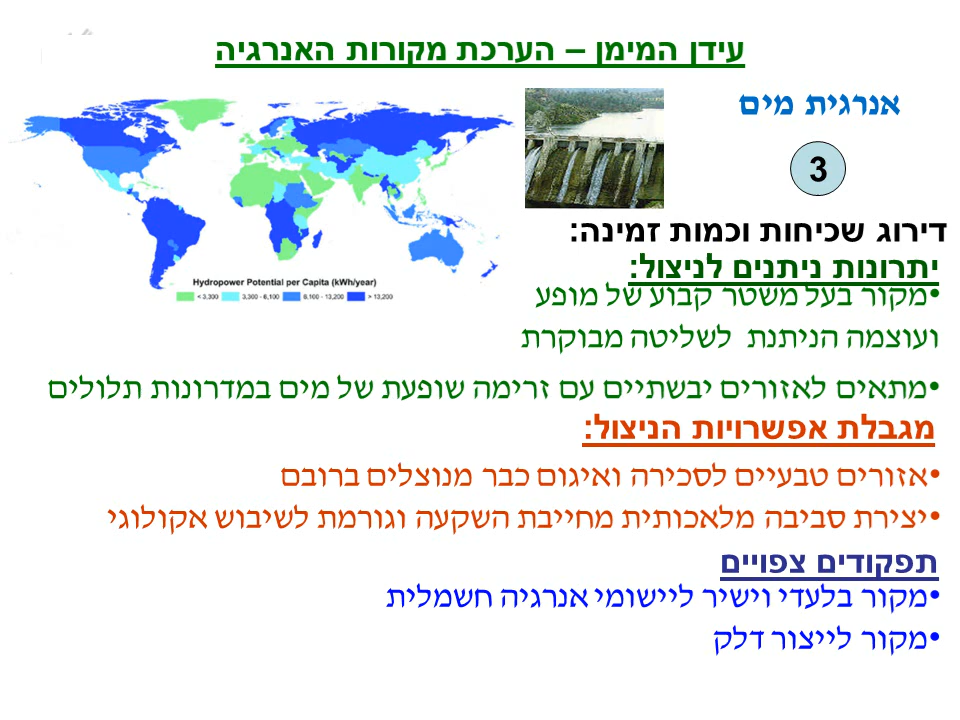 עידן המימן – הערכת מקורות האנרגיה
אנרגית מים
3
דירוג שכיחות וכמות זמינה:
Hydropower Potential per Capita (kWh/year)
< 3,300 3,300 - 6,100 6,100 - 13,200 > 13,200
יתרונות ניתנים לניצול:
•מקור בעל משטר קבוע של מופע
ועוצמה הניתנת לשליטה מבוקרת
•מתאים לאזורים יבשתיים עם זרימה שופעת של מים במדרונות תלולים
מגבלת אפשרויות הניצול:
•אזורים טבעיים לסכירה ואיגום כבר מנוצלים ברובם
•יצירת סביבה מלאכותית מחייבת השקעה וגורמת לשיבוש אקולוגי
תפקודים צפויים
•מקור בלעדי וישיר ליישומי אנרגיה חשמלית
•מקור לייצור דלק